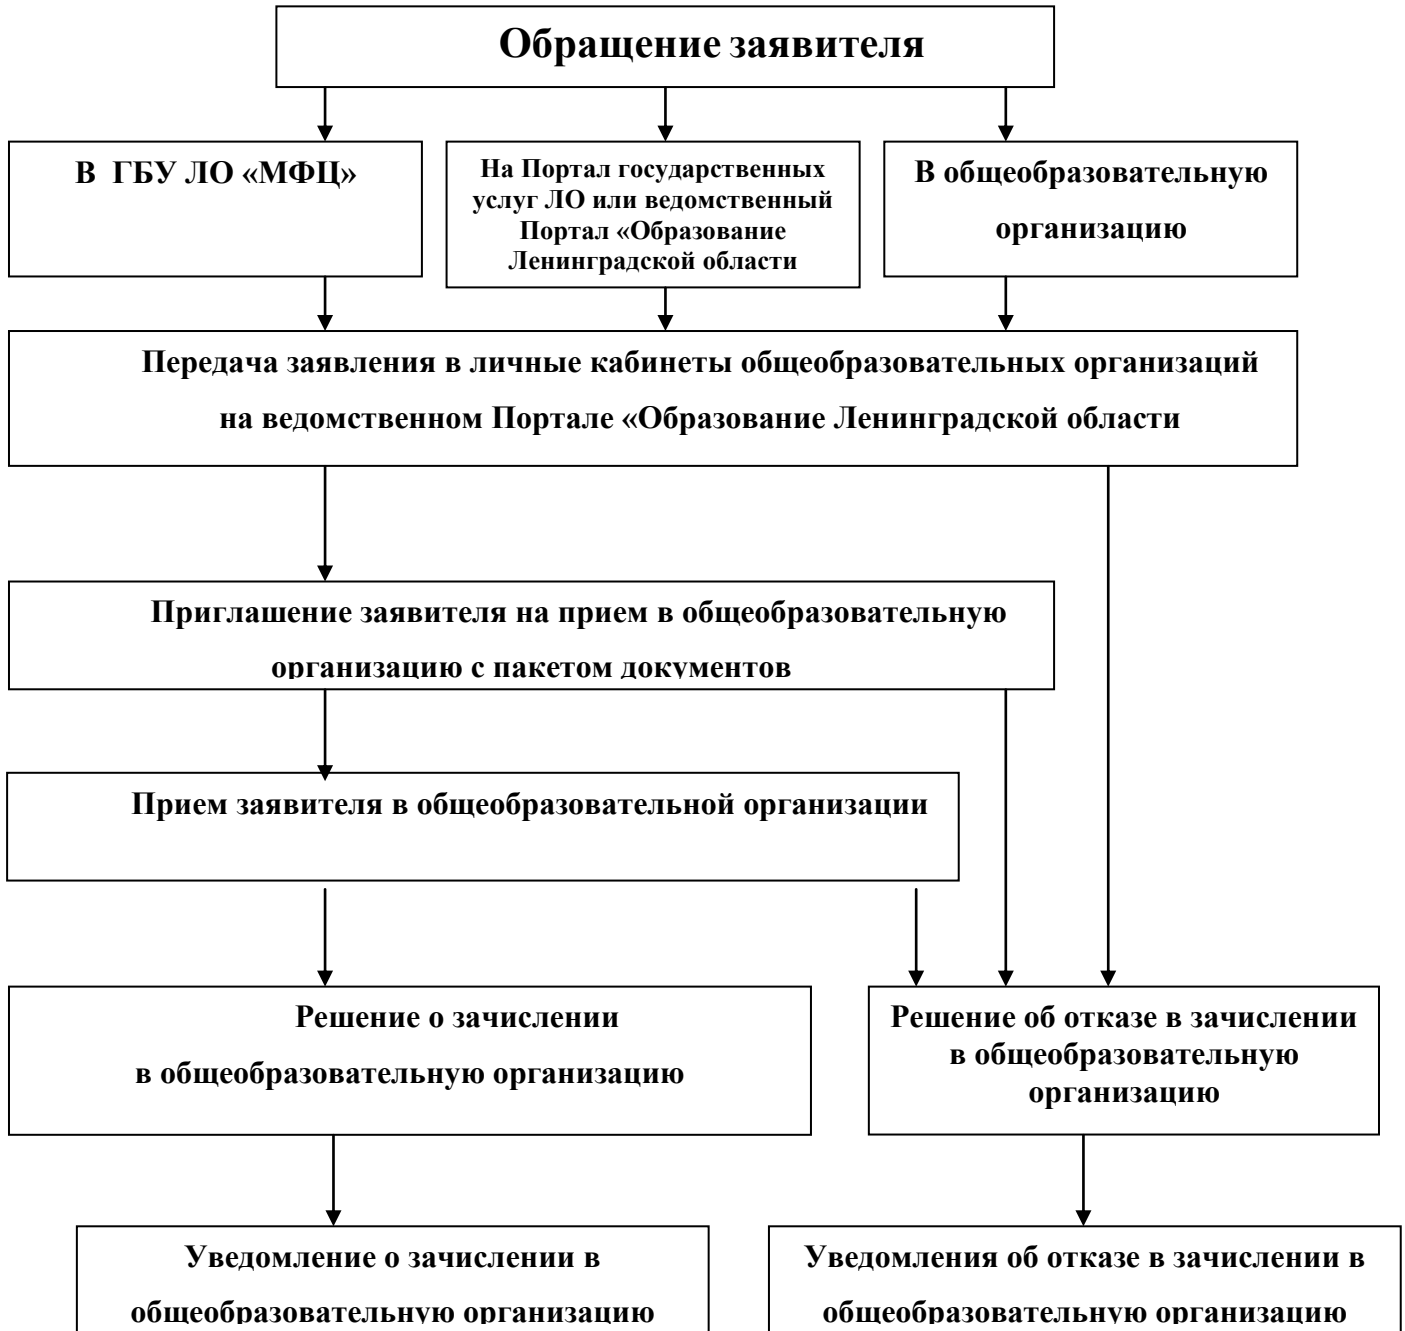 Обращение заявителя
В ГБУ ЛО «МФЦ»
На Портал государственных
услуг ЛО или ведомственный
Портал «Образование
Ленинградской области
В общеобразовательную
организацию
Передача заявления в личные кабинеты общеобразовательных организаций
на ведомственном Портале «Образование Ленинградской области
Приглашение заявителя на прием в общеобразовательную
организацию с пакетом документов
Прием заявителя в общеобразовательной организации
Решение о зачислении
в общеобразовательную организацию
Решение об отказе в зачислении
в общеобразовательную
организацию
Уведомление о зачислении в
общеобразовательную организацию
Уведомления об отказе в зачислении в
общеобразовательную организацию